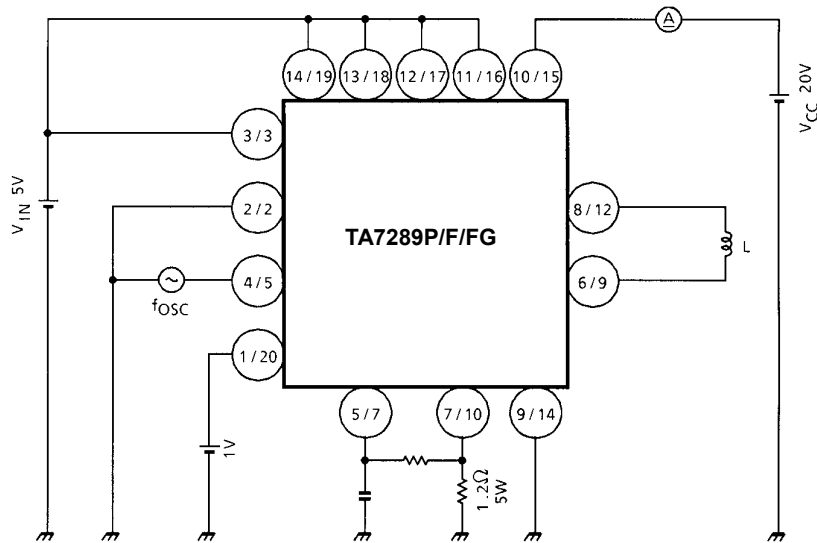 A
14 / 19
13 / 18
12 / 17
11 / 16
10 / 15
VCC 20V
3 / 3
VIN 5V
2 / 2
TA7289P/F/FG
8 / 12
L
4 / 5
fOSC
6 / 9
1 / 20
5 / 7
7 / 10
9 / 14
1V
1.2Ω
5W